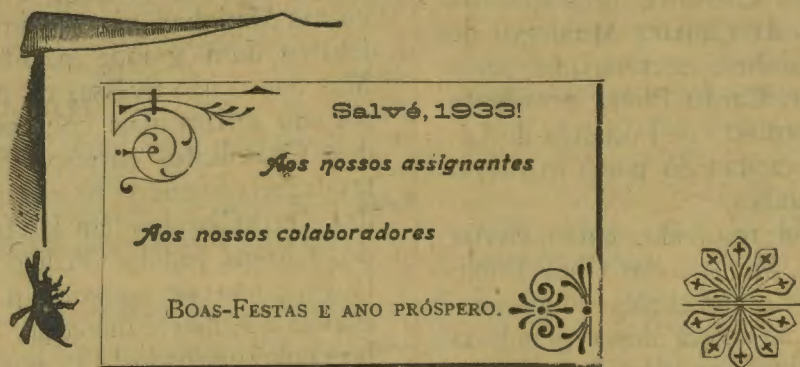 Salvé, 1933!
Aos nossos assignantes
Aos nossos colaboradores
BOAS-FESTAS E ANO PRÓSPERO.